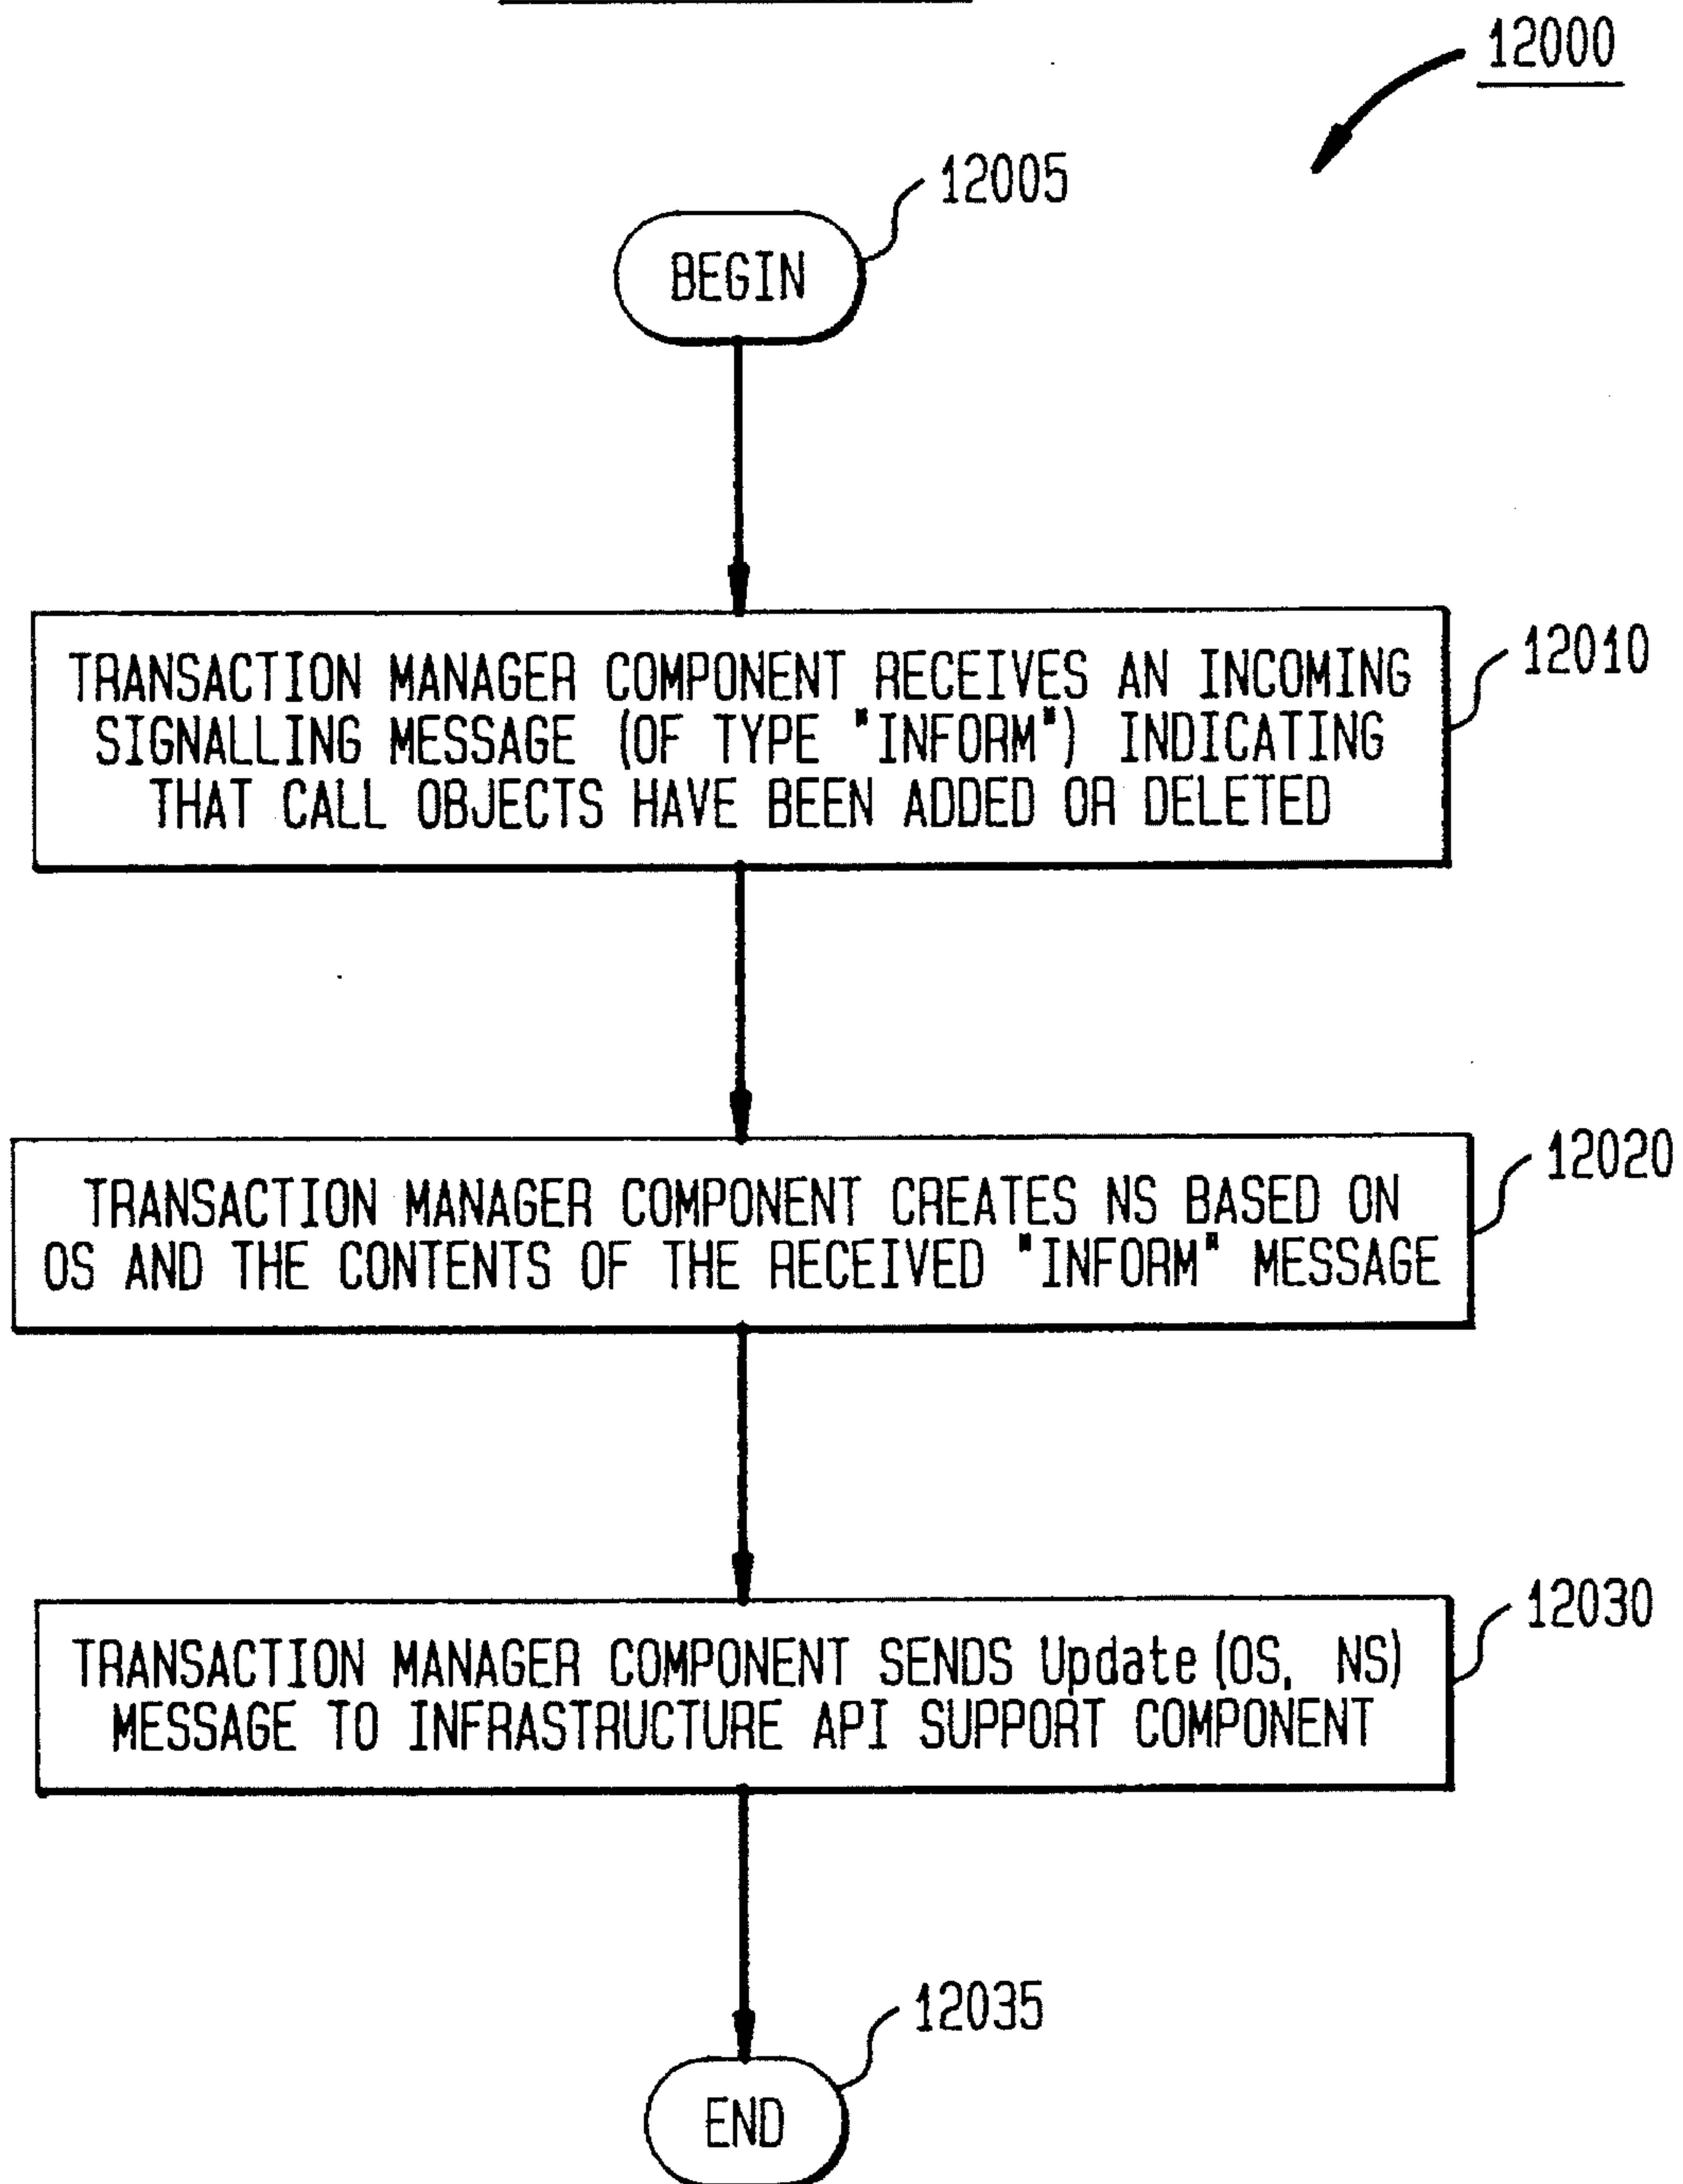 12000
12005
BEGIN
12010
TRANSACTION MANAGER COMPONENT RECEIVES AN INCOMING
SIGNALLING MESSAGE (OF TYPE "INFORM") INDICATING
THAT CALL OBJECTS HAVE BEEN ADDED OR DELETED
12020
TRANSACTION MANAGER COMPONENT CREATES NS BASED ON
OS AND THE CONTENTS OF THE RECEIVED "INFORM" MESSAGE
12030
TRANSACTION MANAGER COMPONENT SENDS Update (OS, NS)
MESSAGE TO INFRASTRUCTURE API SUPPORT COMPONENT
12035
END